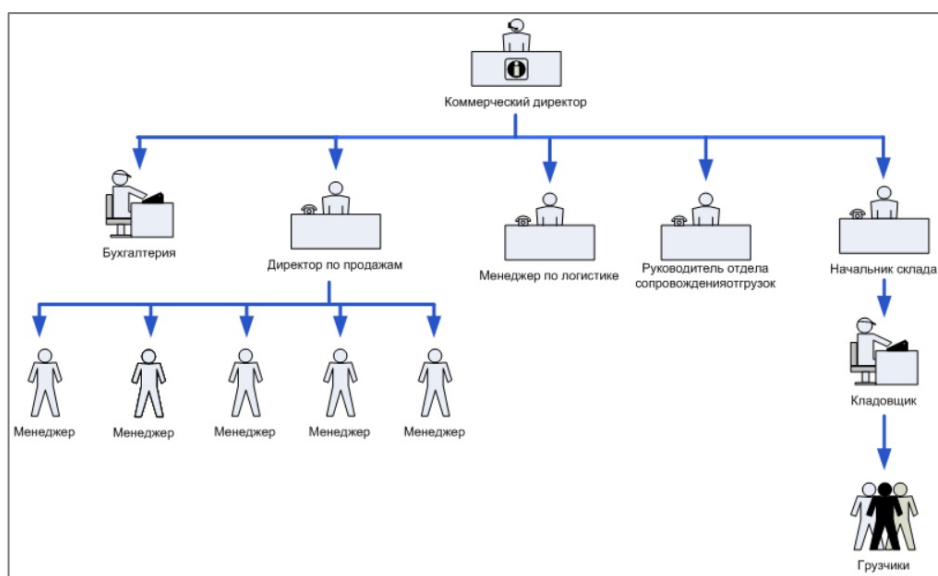 Коммерческий директор
Бухгалтерия
Директор по продажам
Менеджер по логистике
Руководитель отдела
сопровожденияотгрузок
Начальник склада
Менеджер
Менеджер
Менеджер
Менеджер
Менеджер
Кладовщик
Грузчики